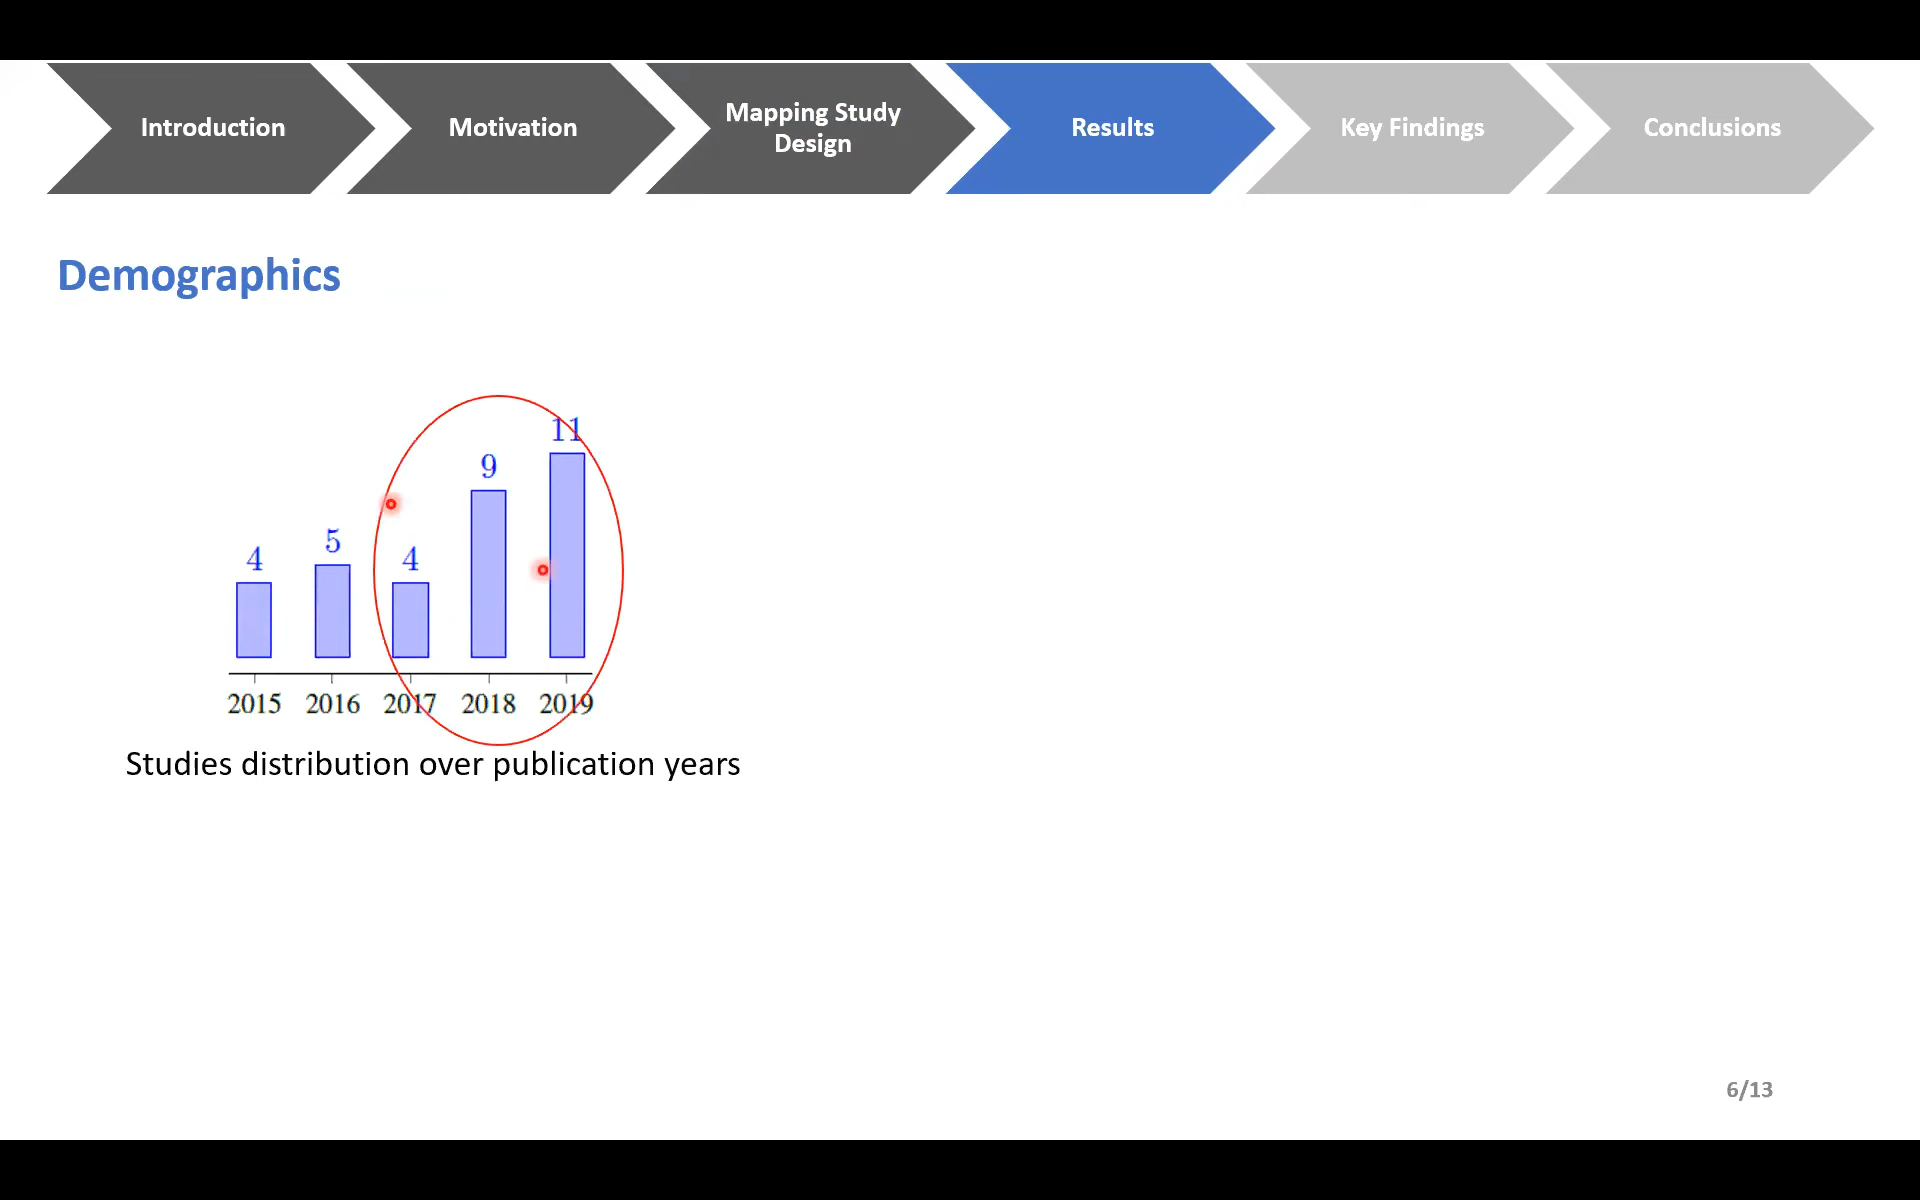 Introduction
Motivation
Mapping Study
Design
Results
Key Findings
Conclusions
Demographics
4
5
4
9
11
2015
2016
2017
2018
2019
Studies distribution over publication years
6/13